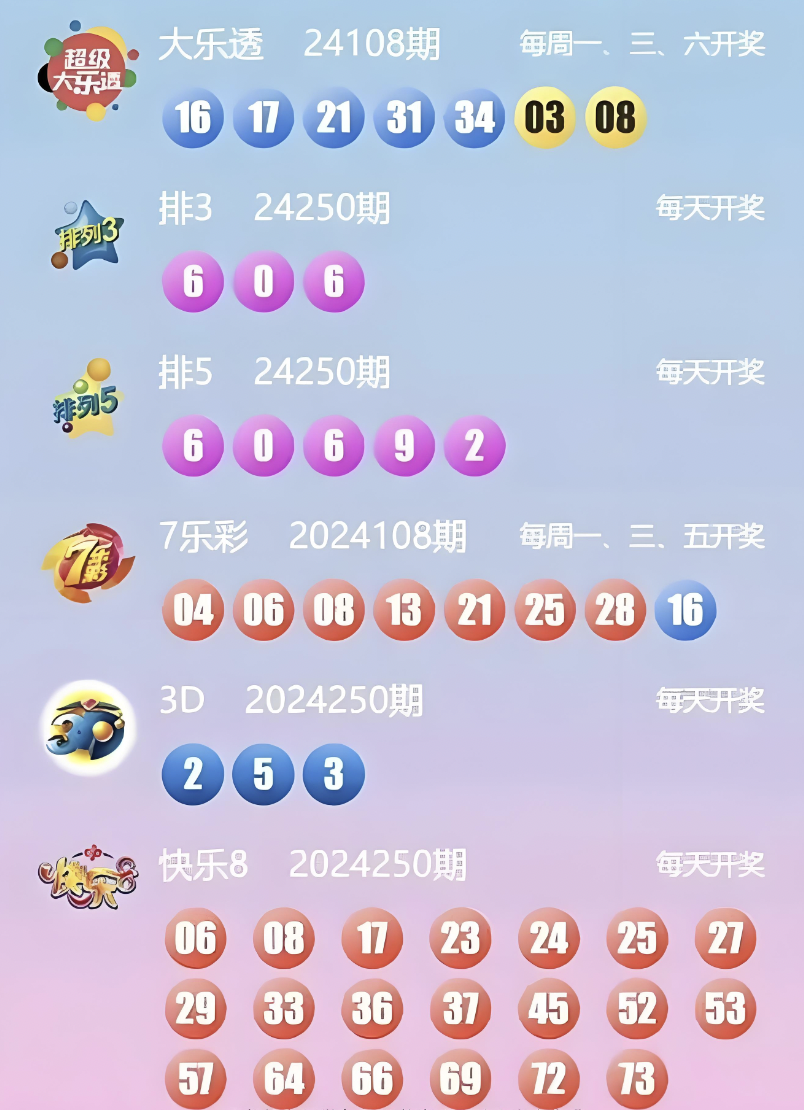 超级
大乐透
大乐透 24108期 每周一、三、六开奖
16 17 21 31 34 03 08
排列3
排3 24250期 每天开奖
6 0 6
排列5
排5 24250期 每天开奖
6 0 6 9 2
7乐彩
7乐彩 2024108期 每周一、三、五开奖
04 06 08 13 21 25 28 16
3D
3D 2024250期 每天开奖
2 5 3
快乐8
快乐8 2024250期 每天开奖
06 08 17 23 24 25 27
29 33 36 37 45 52 53
57 64 66 69 72 73